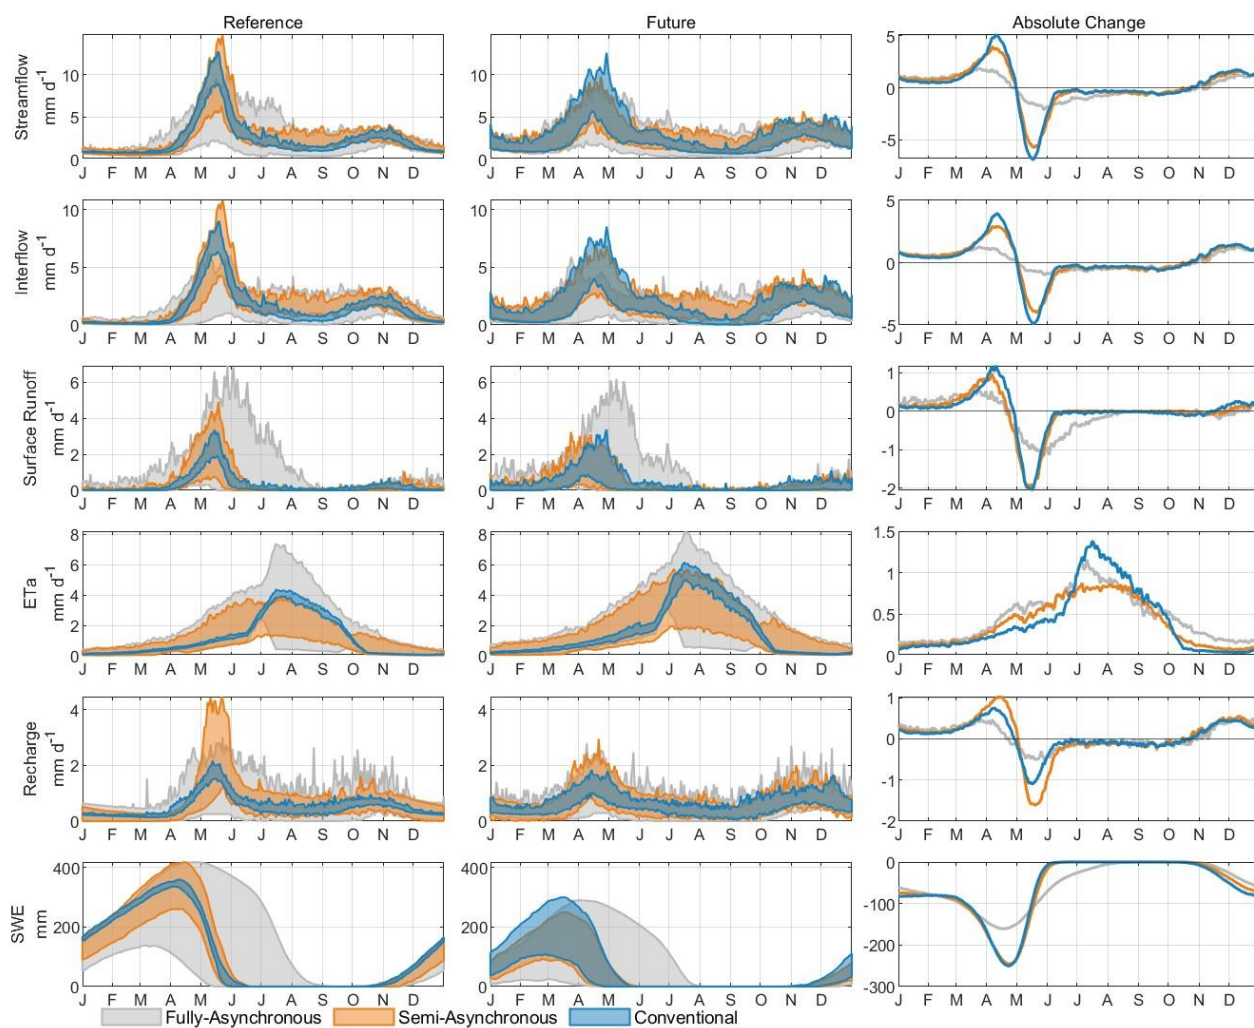 Reference Future Absolute Change
Streamflow
mm d⁻¹
10
5
0
J F M A M J J A S O N D
10
5
0
J F M A M J J A S O N D
5
0
-5
J F M A M J J A S O N D
Interflow
mm d⁻¹
10
5
0
J F M A M J J A S O N D
10
5
0
J F M A M J J A S O N D
5
0
-5
J F M A M J J A S O N D
Surface Runoff
mm d⁻¹
6
4
2
0
J F M A M J J A S O N D
6
4
2
0
J F M A M J J A S O N D
1
0
-1
-2
J F M A M J J A S O N D
ETa
mm d⁻¹
8
6
4
2
0
J F M A M J J A S O N D
8
6
4
2
0
J F M A M J J A S O N D
1.5
1
0.5
0
J F M A M J J A S O N D
Recharge
mm d⁻¹
4
2
0
J F M A M J J A S O N D
4
2
0
J F M A M J J A S O N D
1
0
-1
-2
J F M A M J J A S O N D
SWE
mm
400
200
0
J F M A M J J A S O N D
400
200
0
J F M A M J J A S O N D
0
-100
-200
-300
J F M A M J J A S O N D
Fully-Asynchronous Semi-Asynchronous Conventional